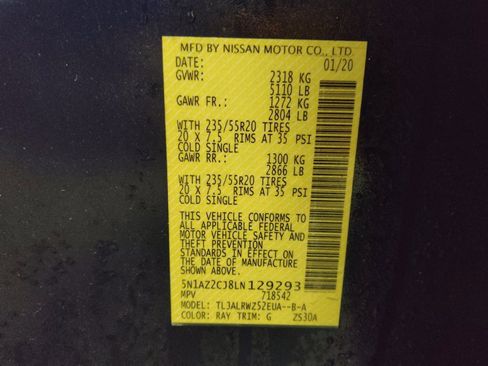 MFD BY NISSAN MOTOR CO., LTD.
DATE: 01/20
GVWR: 2318 KG
5110 LB
GAWR FR.: 1272 KG
2804 LB
WITH 235/55R20 TIRES
20 X 7.5 RIMS AT 35 PSI
COLD SINGLE
GAWR RR.: 1300 KG
2866 LB
WITH 235/55R20 TIRES
20 X 7.5 RIMS AT 35 PSI
COLD SINGLE
THIS VEHICLE CONFORMS TO
ALL APPLICABLE FEDERAL
MOTOR VEHICLE SAFETY AND
THEFT PREVENTION
STANDARDS IN EFFECT ON
THE DATE OF MANUFACTURE
SHOWN ABOVE.
5N1AZ2CJ8LN129293
MPV 718542
MODEL: TL3ALRWZ52EUA--B-A
COLOR: RAY TRIM: G ZS30A